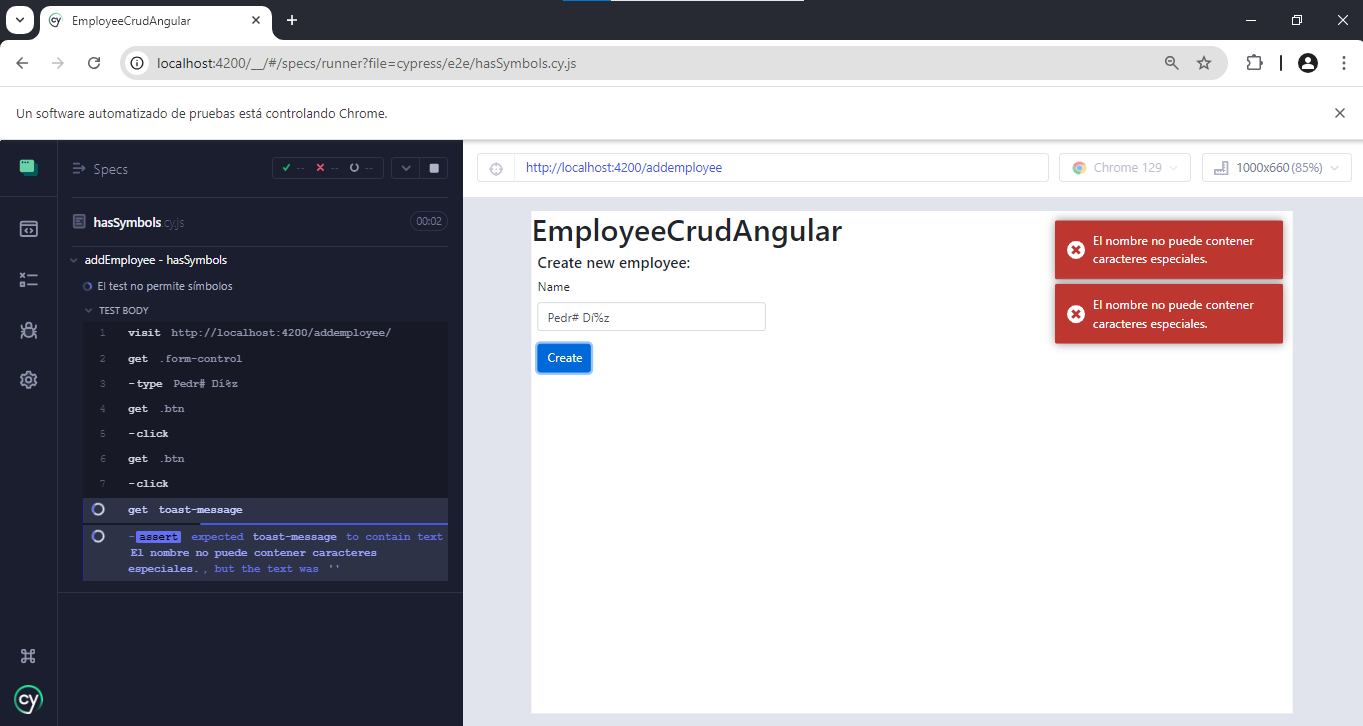 EmployeeCrudAngular
localhost:4200/__/#/specs/runner?file=cypress/e2e/hasSymbols.cy.js
Un software automatizado de pruebas está controlando Chrome.
Specs
-- -- --
http://localhost:4200/addemployee
Chrome 129
1000x660 (85%)
hasSymbols.cy.js
00:02
addEmployee - hasSymbols
El test no permite símbolos
TEST BODY
1 visit http://localhost:4200/addemployee/
2 get .form-control
3 -type Pedr# Dí%z
4 get .btn
5 -click
6 get .btn
7 -click
get toast-message
-assert expected toast-message to contain text
El nombre no puede contener caracteres
especiales. , but the text was ''
cy
EmployeeCrudAngular
Create new employee:
Name
Pedr# Dí%z
Create
El nombre no puede contener
caracteres especiales.
El nombre no puede contener
caracteres especiales.